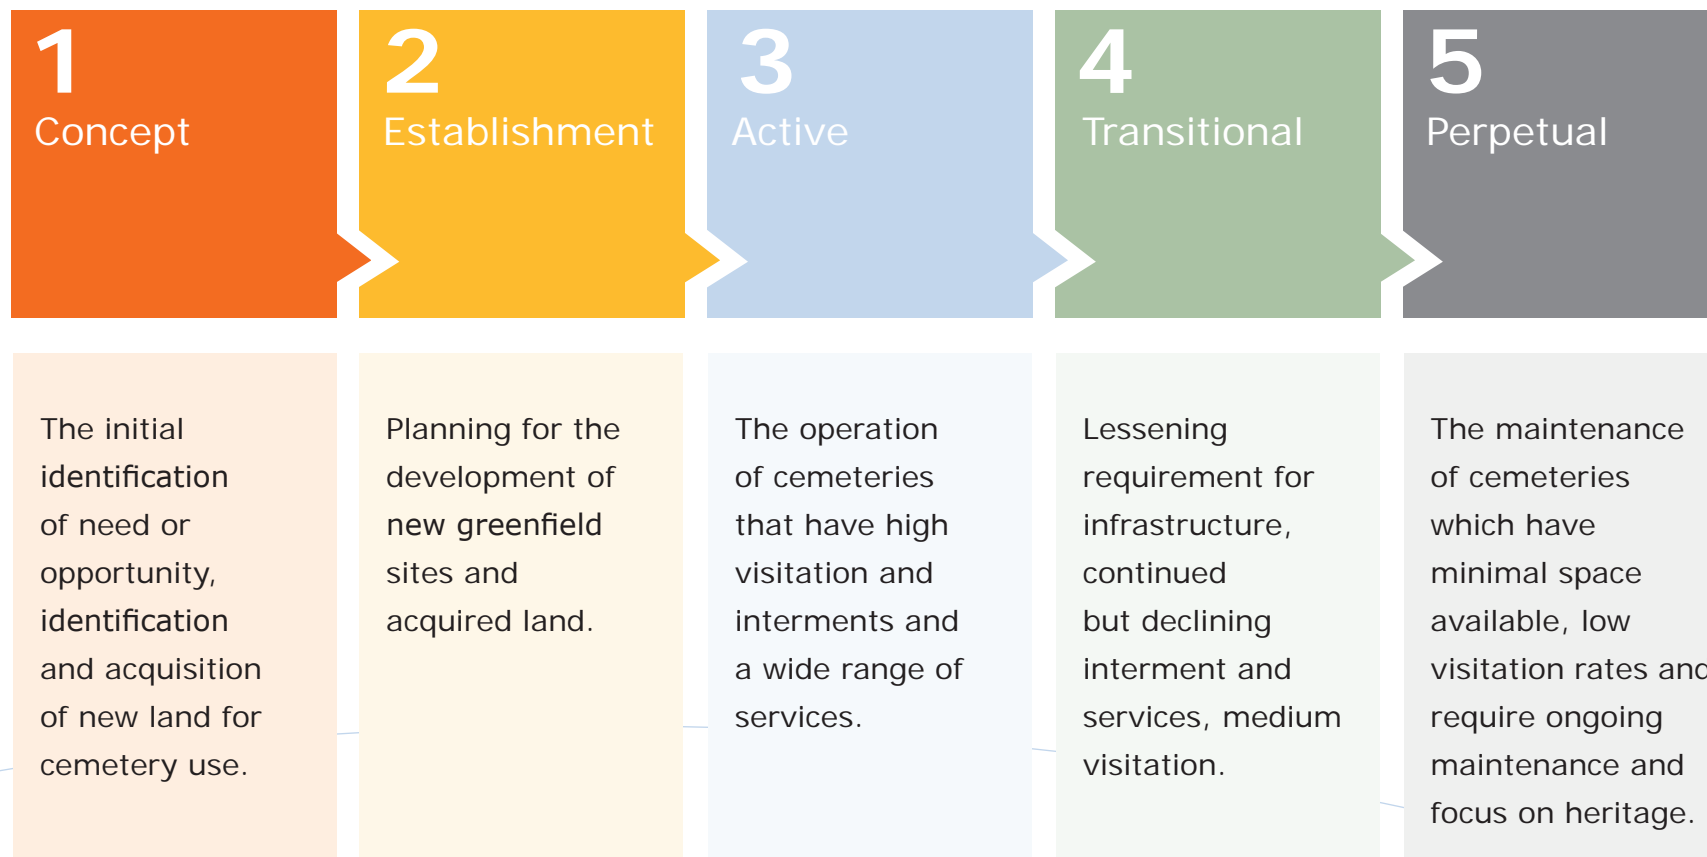 1
Concept
The initial
identification
of need or
opportunity,
identification
and acquisition
of new land for
cemetery use.
2
Establishment
Planning for the
development of
new greenfield
sites and
acquired land.
3
Active
The operation
of cemeteries
that have high
visitation and
interments and
a wide range of
services.
4
Transitional
Lessening
requirement for
infrastructure,
continued
but declining
interment and
services, medium
visitation.
5
Perpetual
The maintenance
of cemeteries
which have
minimal space
available, low
visitation rates and
require ongoing
maintenance and
focus on heritage.